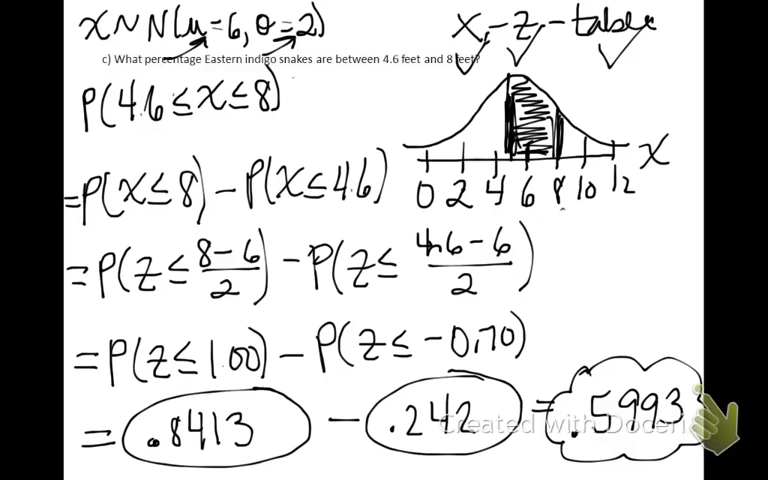 X ~ N(μ=6, σ=2)
X - Z - table
c) What percentage Eastern indigo snakes are between 4.6 feet and 8 feet?
P(4.6 ≤ X ≤ 8)
X
0 2 4 6 8 10 12
= P(X ≤ 8) - P(X ≤ 4.6)
= P(Z ≤ (8-6)/2) - P(Z ≤ (4.6-6)/2)
= P(Z ≤ 1.00) - P(Z ≤ -0.70)
= .8413 - .242 = .5993
Created with Doceri